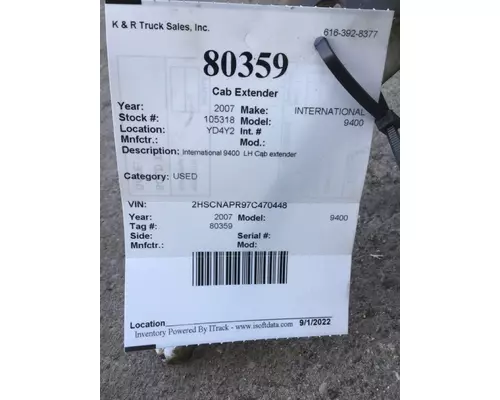 K & R Truck Sales, Inc. 616-392-8377
80359
Cab Extender
Year: 2007 Make: INTERNATIONAL
Stock #: 105318 Model: 9400
Location: YD4Y2 Int. #
Mnfctr.: Mod.:
Description: International 9400 LH Cab extender
Category: USED
VIN: 2HSCNAPR97C470448
Year: 2007 Model: 9400
Tag #: 80359
Side: Serial #:
Mnfctr.: Mod:
Location
Inventory Powered By ITrack - www.isoftdata.com 9/1/2022